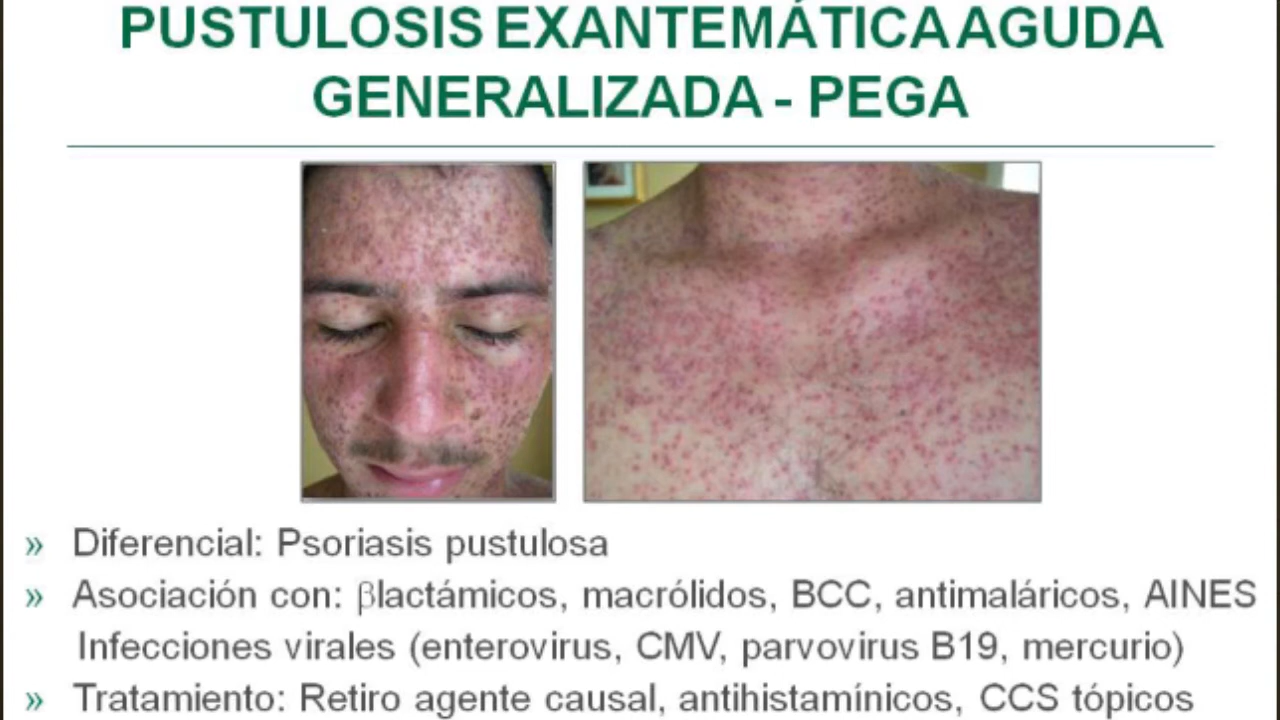 PUSTULOSIS EXANTEMÁTICA AGUDA
GENERALIZADA - PEGA
» Diferencial: Psoriasis pustulosa
» Asociación con: βlactámicos, macrólidos, BCC, antimaláricos, AINES
Infecciones virales (enterovirus, CMV, parvovirus B19, mercurio)
» Tratamiento: Retiro agente causal, antihistamínicos, CCS tópicos